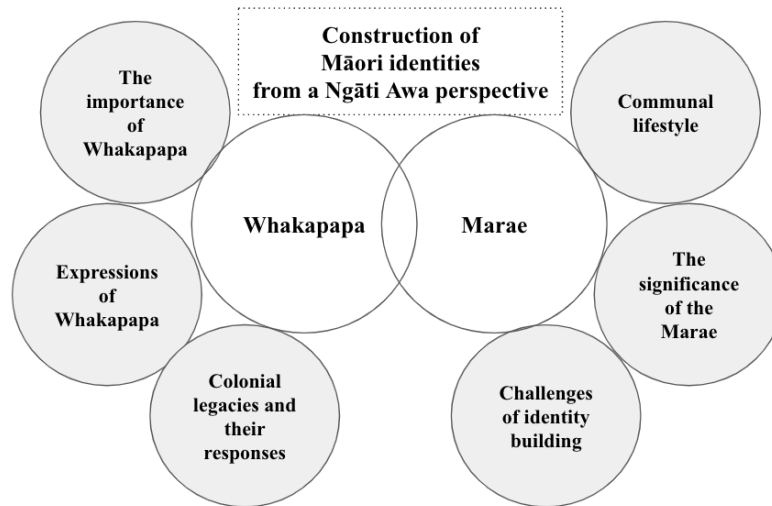 Construction of
Māori identities
from a Ngāti Awa perspective
The
importance
of
Whakapapa
Communal
lifestyle
Whakapapa
Marae
Expressions
of
Whakapapa
The
significance
of the
Marae
Colonial
legacies and
their
responses
Challenges
of identity
building